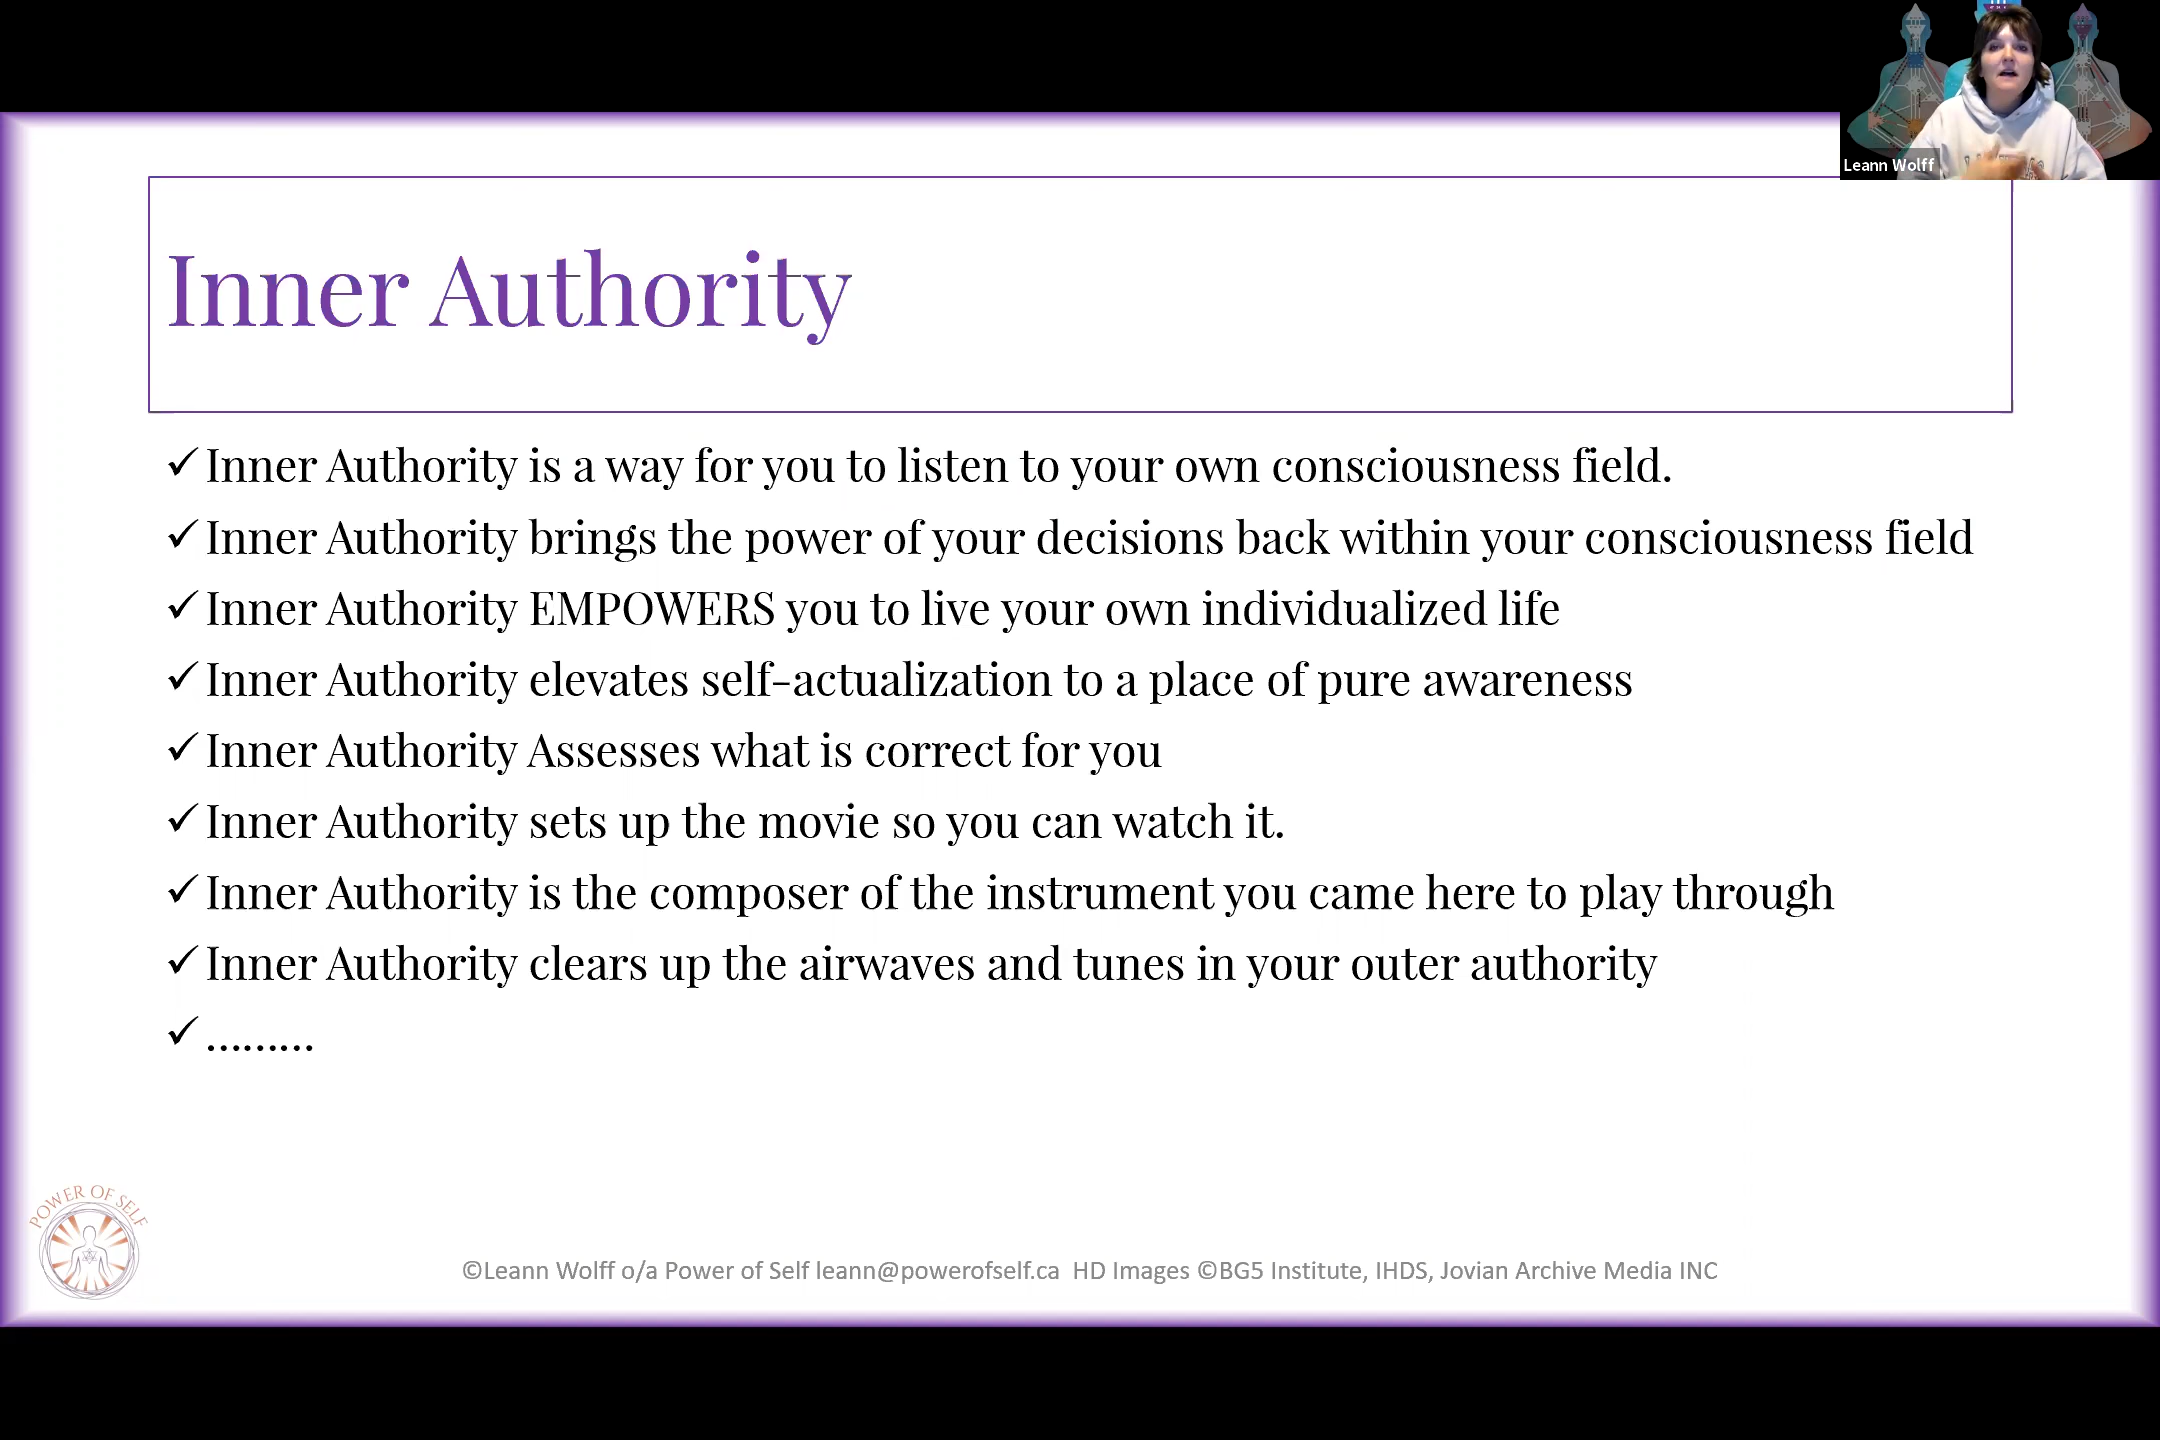 Leann Wolff
Inner Authority
✓ Inner Authority is a way for you to listen to your own consciousness field.
✓ Inner Authority brings the power of your decisions back within your consciousness field
✓ Inner Authority EMPOWERS you to live your own individualized life
✓ Inner Authority elevates self-actualization to a place of pure awareness
✓ Inner Authority Assesses what is correct for you
✓ Inner Authority sets up the movie so you can watch it.
✓ Inner Authority is the composer of the instrument you came here to play through
✓ Inner Authority clears up the airwaves and tunes in your outer authority
✓ .........
POWER OF SELF
©Leann Wolff o/a Power of Self leann@powerofself.ca  HD Images ©BG5 Institute, IHDS, Jovian Archive Media INC